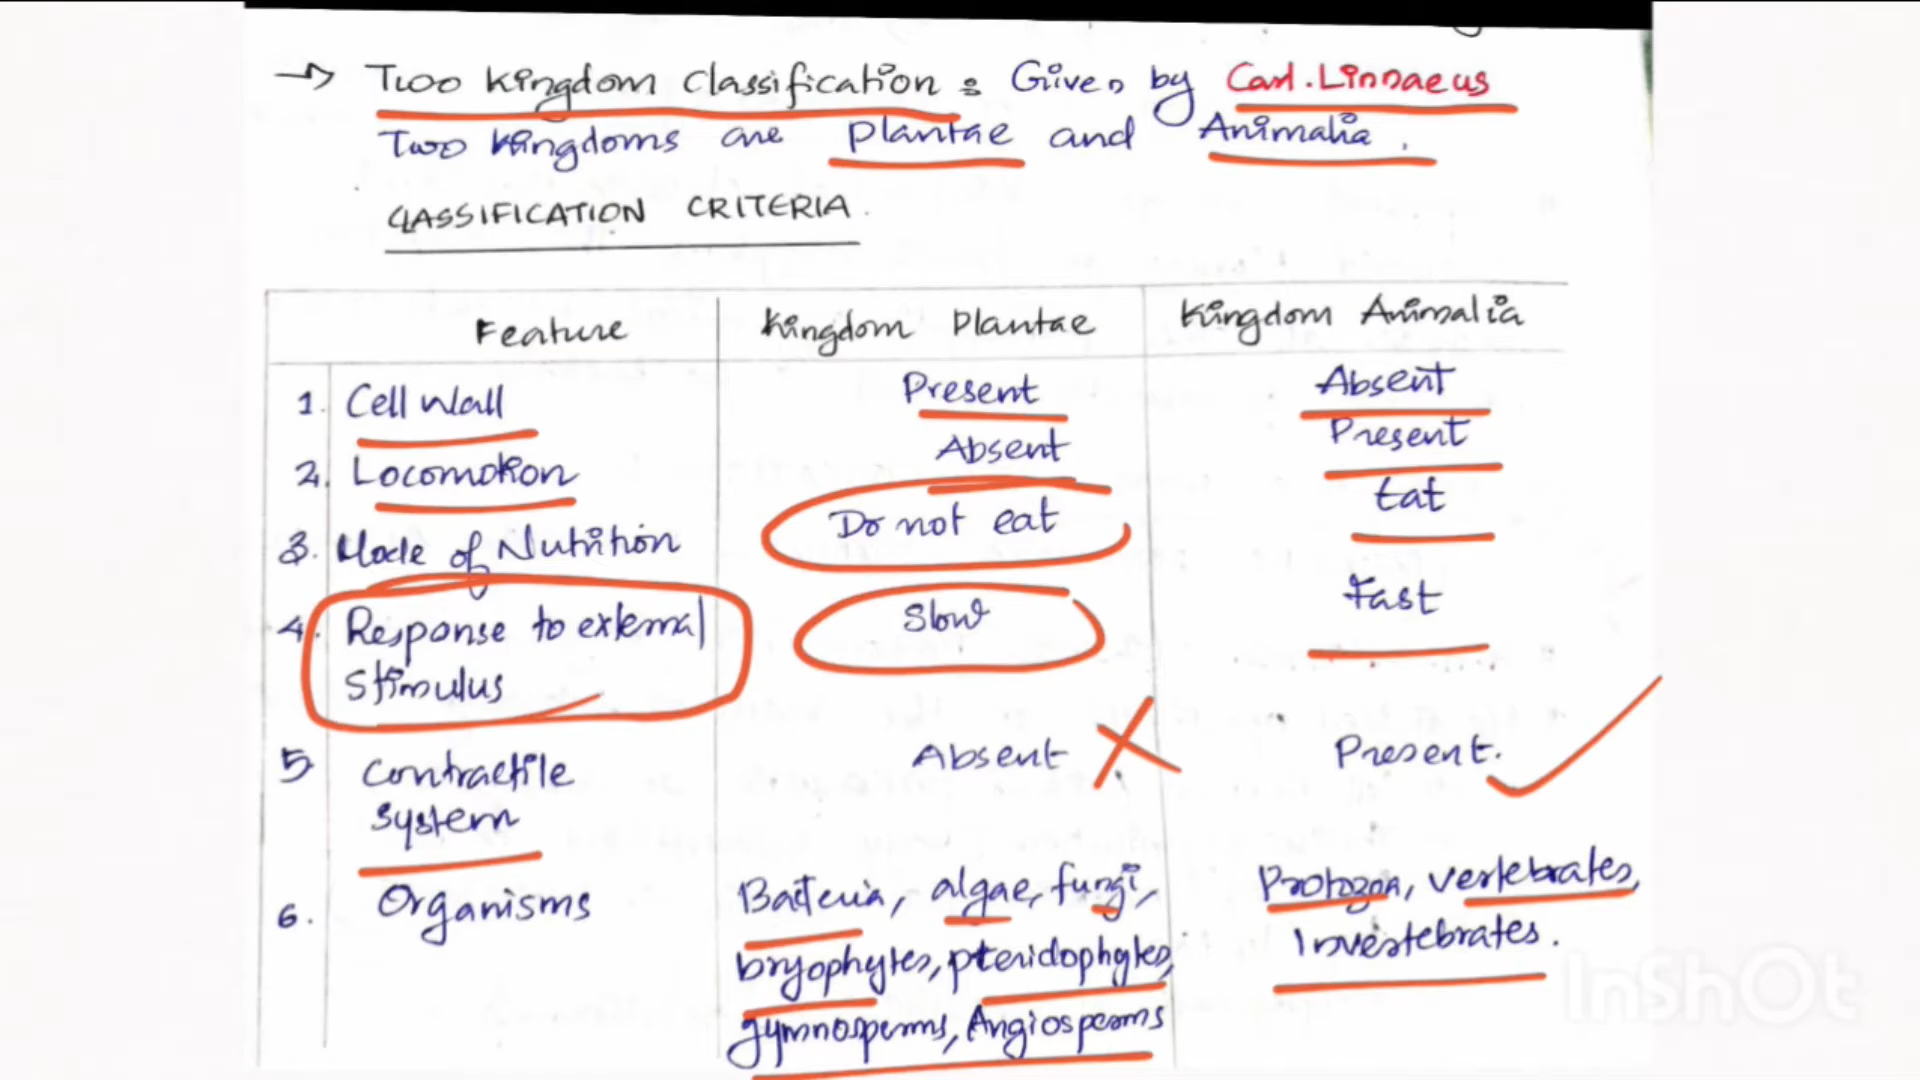 → Two Kingdom Classification : Given by Carl.Linnaeus
Two Kingdoms are Plantae and Animalia.
CLASSIFICATION CRITERIA.
Feature Kingdom Plantae Kingdom Animalia
1. Cell wall Present Absent
2. Locomotion Absent Present
3. Mode of Nutrition Do not eat Eat
4. Response to external Slow Fast
stimulus
5 Contractile Absent Present.
system
6. Organisms Bacteria, algae, fungi, Protozoa, vertebrates,
bryophytes, pteridophytes, Invertebrates.
gymnosperms, Angiosperms
InShOt